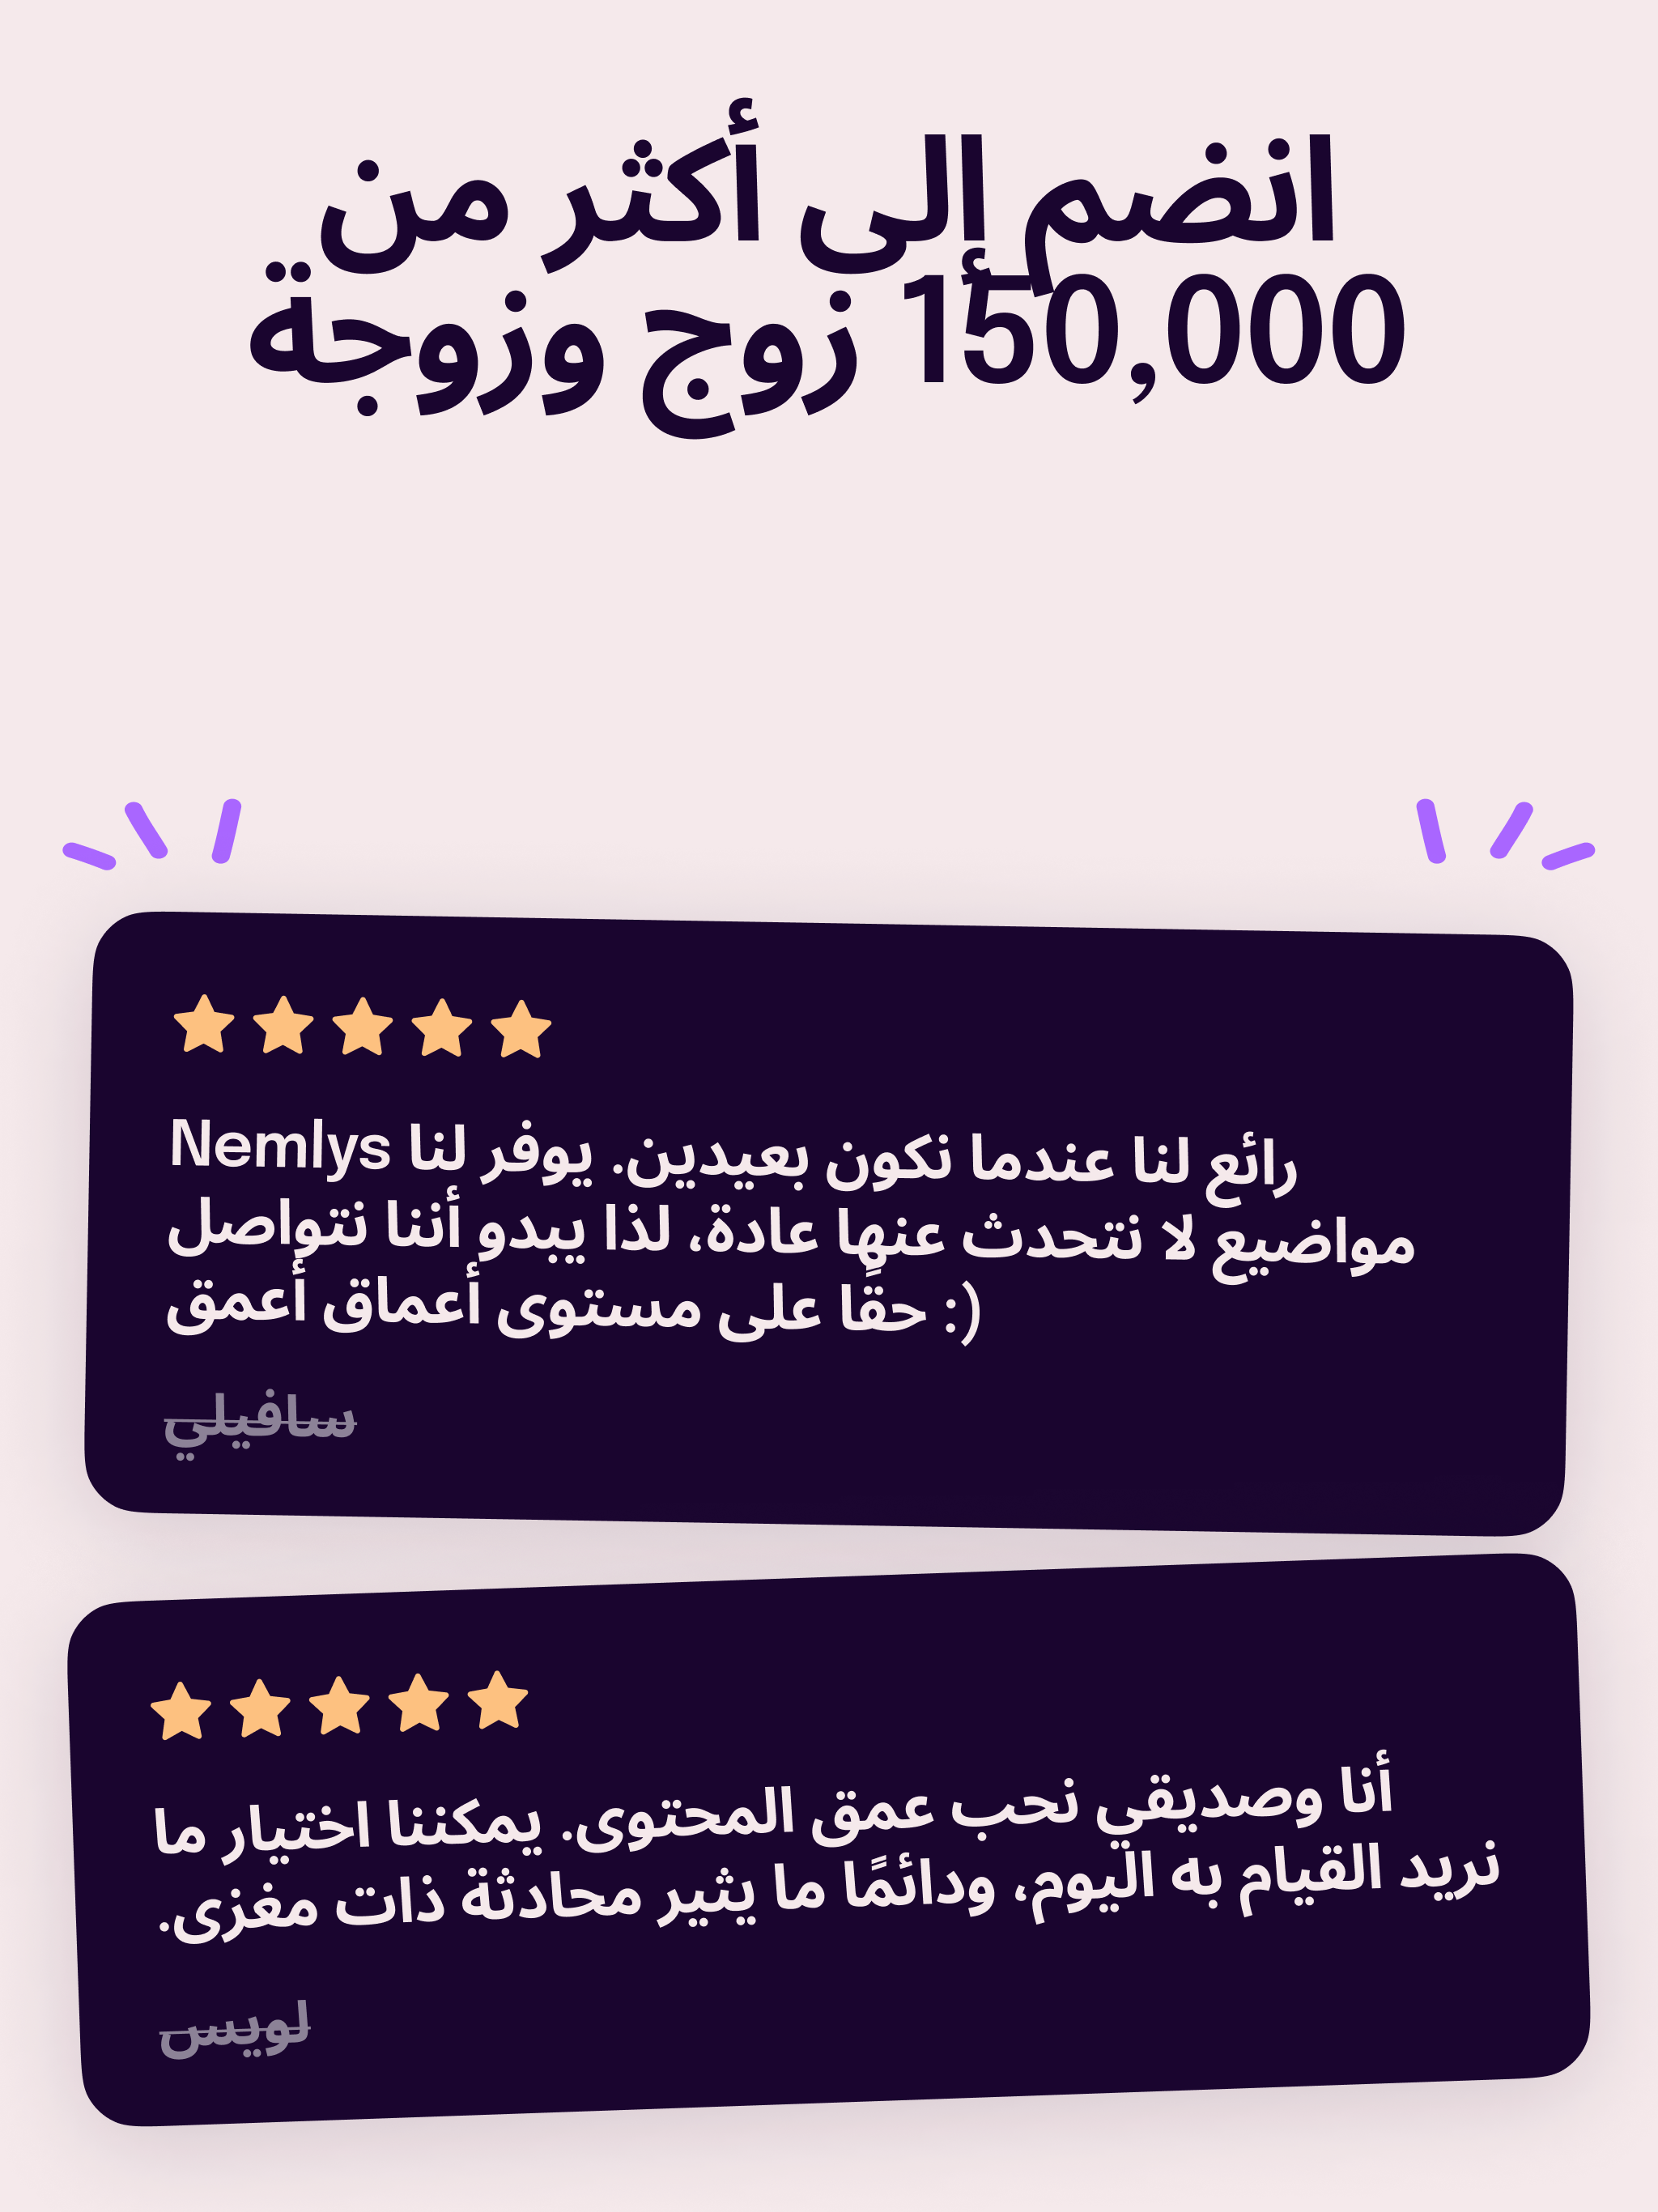 انضم إلى أكثر من
150,000 زوج وزوجة
رائع لنا عندما نكون بعيدين. يوفر لنا Nemlys
مواضيع لا نتحدث عنها عادة، لذا يبدو أننا نتواصل
حقًا على مستوى أعماق أعمق :)
سافيلي
أنا وصديقي نحب عمق المحتوى. يمكننا اختيار ما
نريد القيام به اليوم، ودائمًا ما يثير محادثة ذات مغزى.
لويس